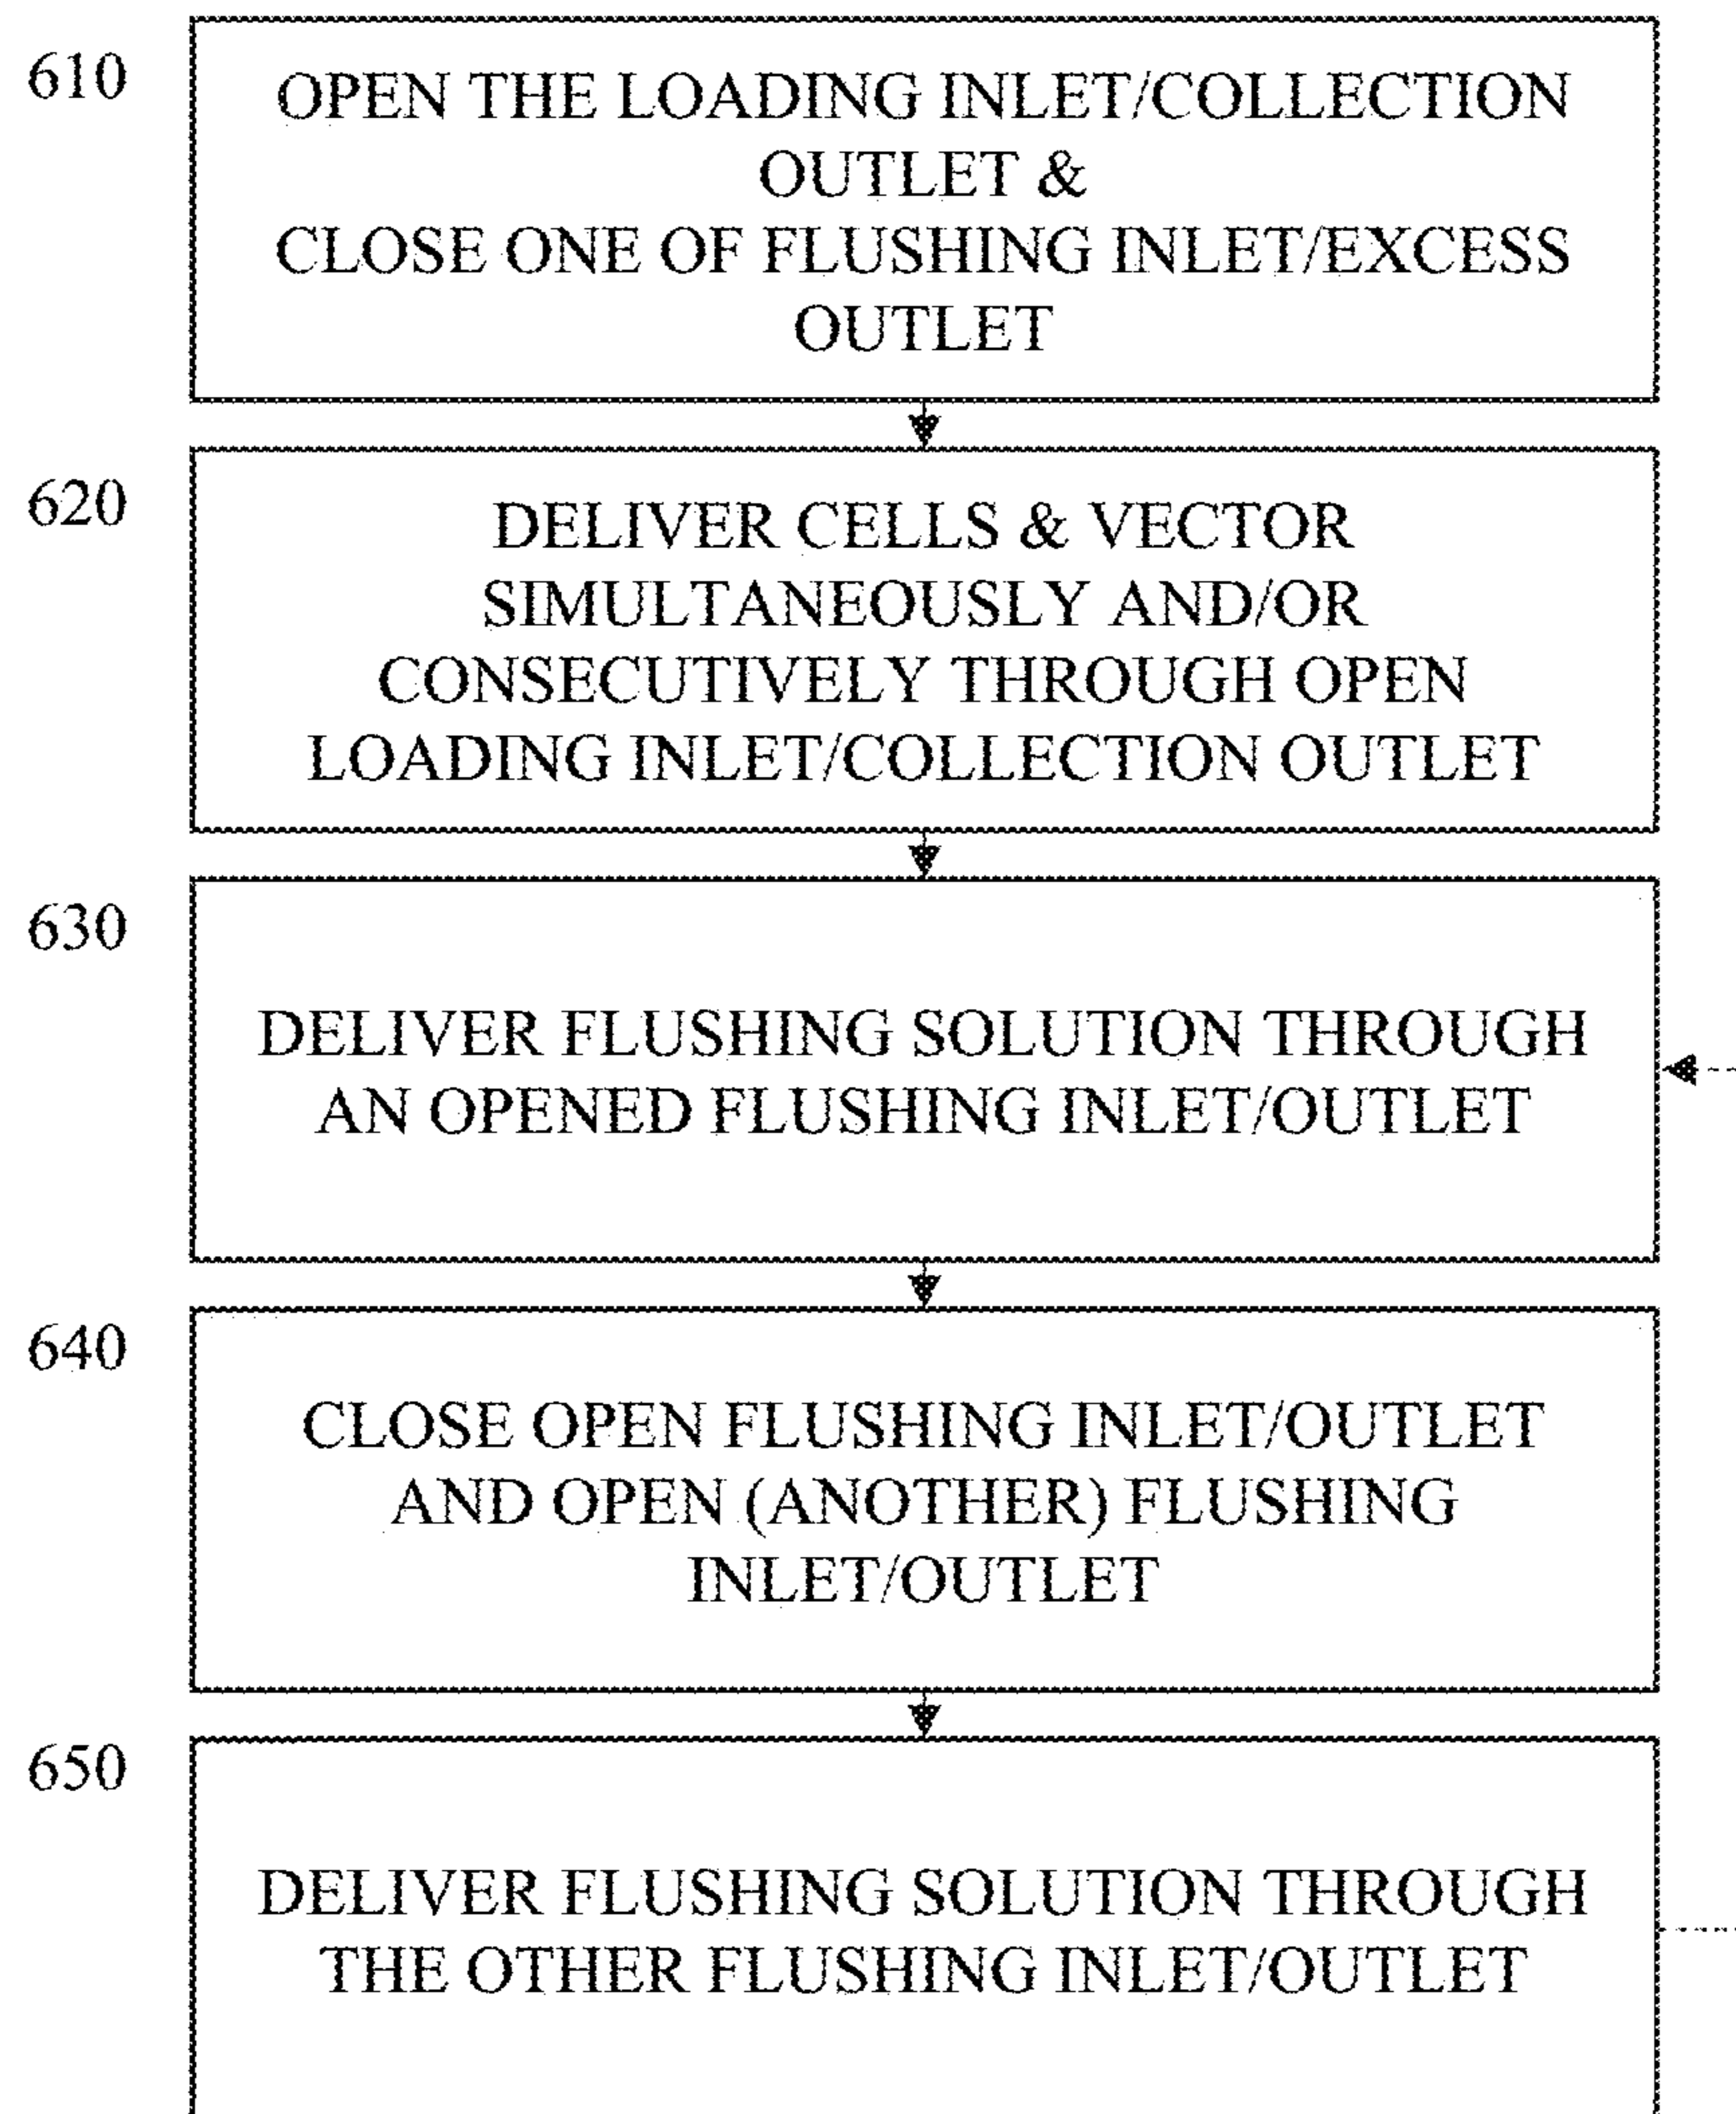 610
OPEN THE LOADING INLET/COLLECTION
OUTLET &
CLOSE ONE OF FLUSHING INLET/EXCESS
OUTLET
620
DELIVER CELLS & VECTOR
SIMULTANEOUSLY AND/OR
CONSECUTIVELY THROUGH OPEN
LOADING INLET/COLLECTION OUTLET
630
DELIVER FLUSHING SOLUTION THROUGH
AN OPENED FLUSHING INLET/OUTLET
640
CLOSE OPEN FLUSHING INLET/OUTLET
AND OPEN (ANOTHER) FLUSHING
INLET/OUTLET
650
DELIVER FLUSHING SOLUTION THROUGH
THE OTHER FLUSHING INLET/OUTLET